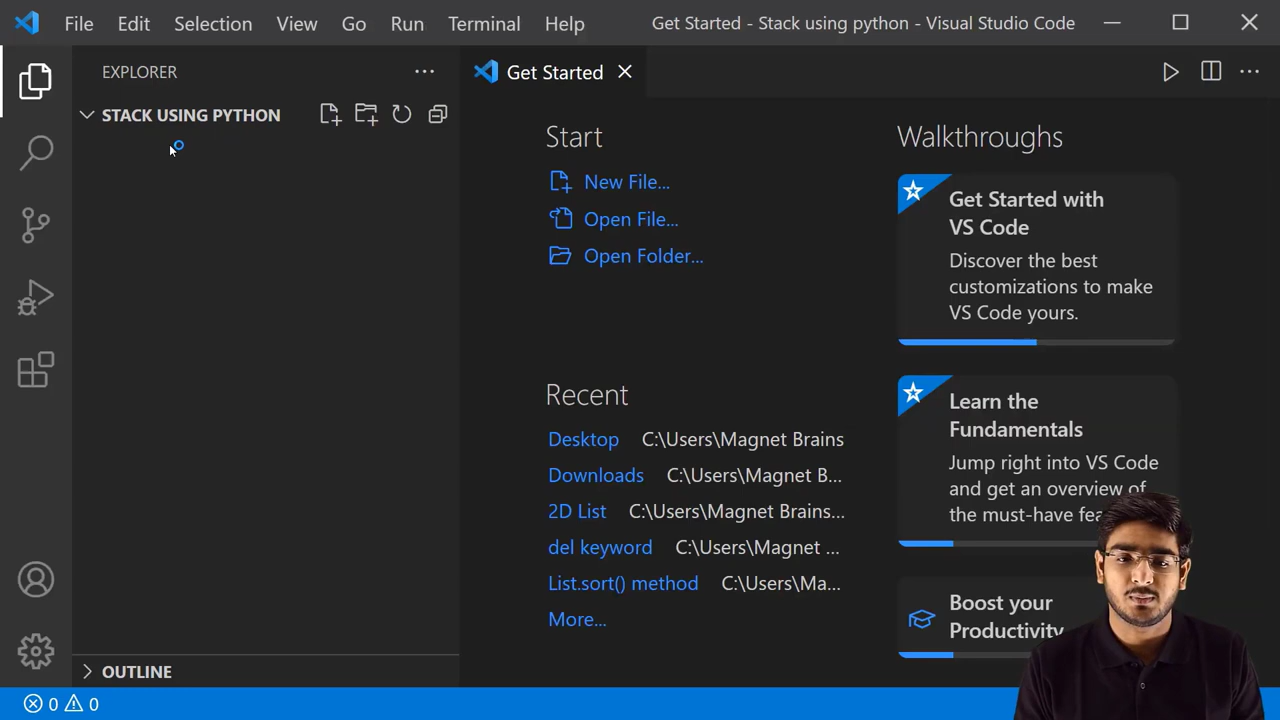 File Edit Selection View Go Run Terminal Help Get Started - Stack using python - Visual Studio Code
EXPLORER
STACK USING PYTHON
OUTLINE
Get Started
Start
New File...
Open File...
Open Folder...
Recent
Desktop C:\Users\Magnet Brains
Downloads C:\Users\Magnet B...
2D List C:\Users\Magnet Brains...
del keyword C:\Users\Magnet ...
List.sort() method C:\Users\Ma...
More...
Walkthroughs
Get Started with
VS Code
Discover the best
customizations to make
VS Code yours.
Learn the
Fundamentals
Jump right into VS Code
and get an overview of
the must-have
Boost your
Productivity
0 0